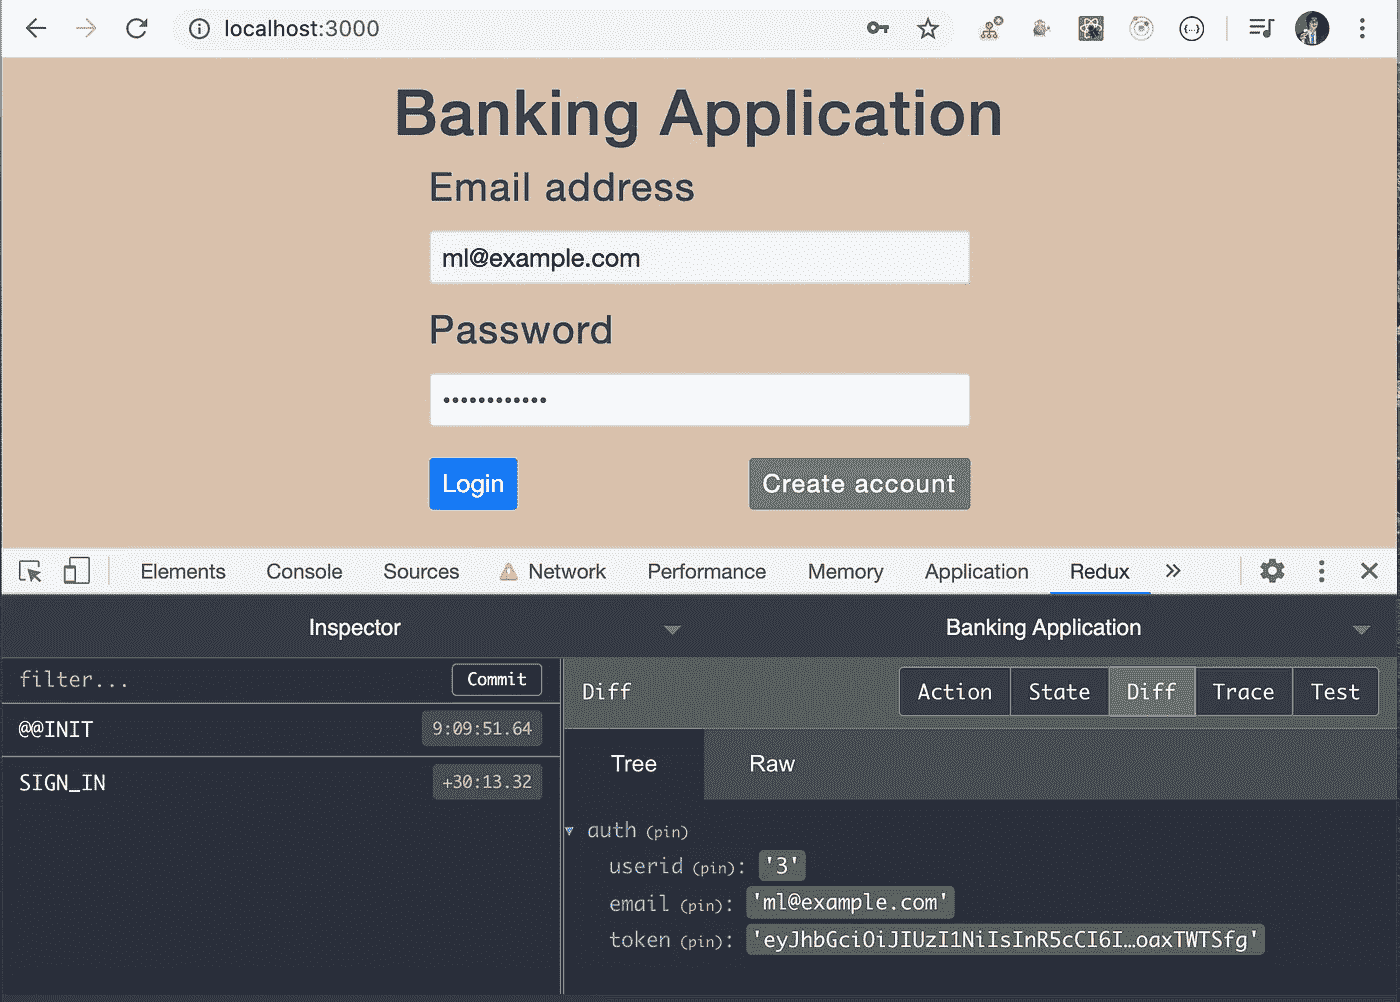 localhost:3000
Banking Application
Email address
ml@example.com
Password
••••••••••••
Login Create account
Elements Console Sources Network Performance Memory Application Redux »
Inspector Banking Application
filter... Commit
Diff Action State Diff Trace Test
@@INIT 9:09:51.64
Tree Raw
SIGN_IN +30:13.32
auth (pin)
userid (pin): '3'
email (pin): 'ml@example.com'
token (pin): 'eyJhbGciOiJIUzI1NiIsInR5cCI6I…oaxTWTSfg'